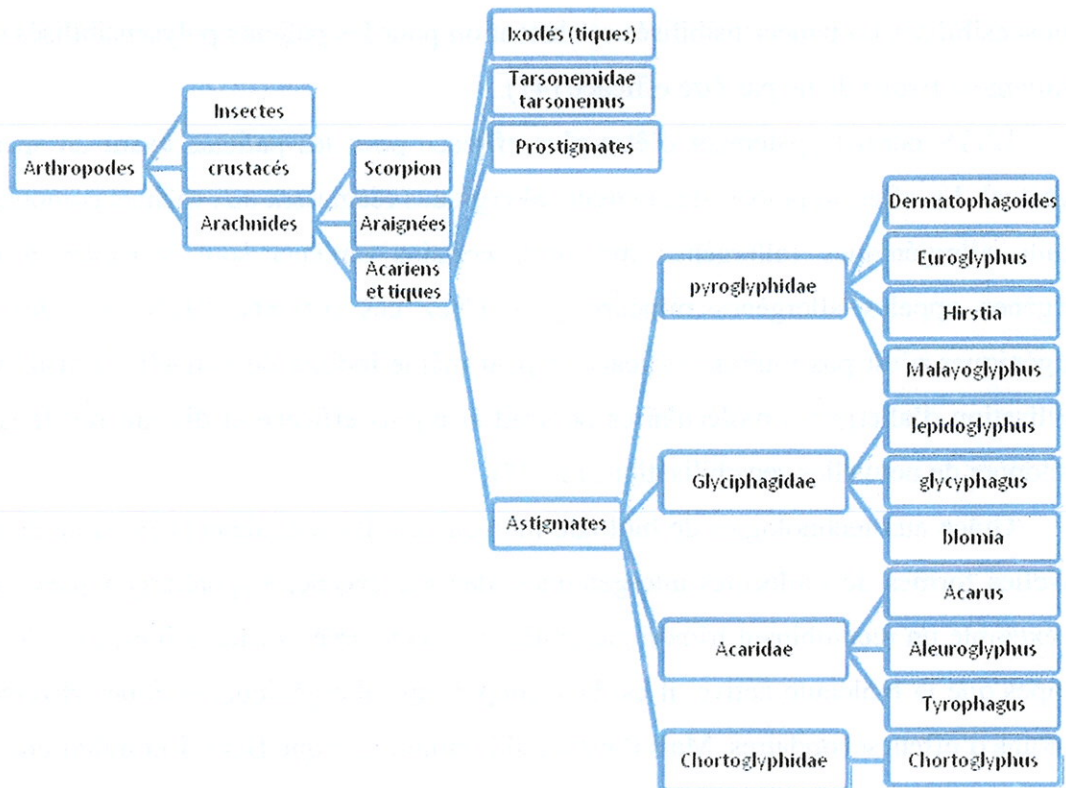 Ixodés (tiques)
Tarsonemidae
tarsonemus
Prostigmates
Insectes
crustacés
Arachnides
Arthropodes
Scorpion
Araignées
Acariens
et tiques
Dermatophagoides
Euroglyphus
Hirstia
Malayoglyphus
pyroglyphidae
lepidoglyphus
glycyphagus
blomia
Glyciphagidae
Astigmates
Acarus
Aleuroglyphus
Tyrophagus
Acaridae
Chortoglyphidae
Chortoglyphus